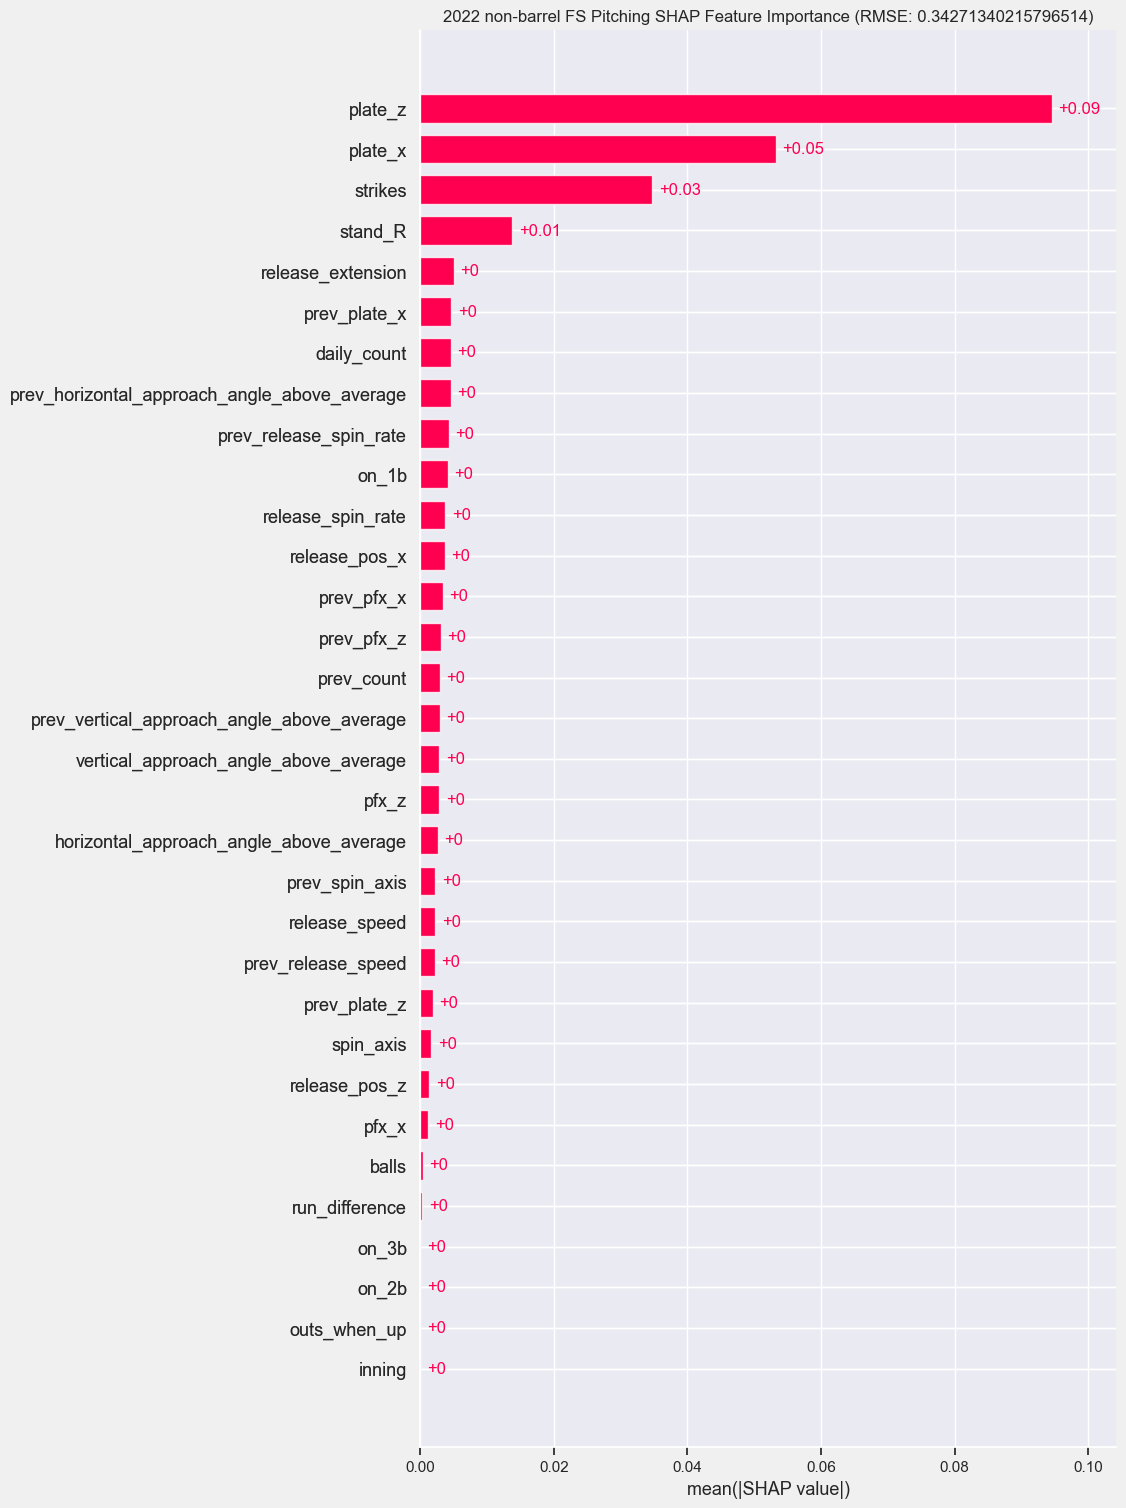 2022 non-barrel FS Pitching SHAP Feature Importance (RMSE: 0.34271340215796514)
plate_z +0.09
plate_x +0.05
strikes +0.03
stand_R +0.01
release_extension +0
prev_plate_x +0
daily_count +0
prev_horizontal_approach_angle_above_average +0
prev_release_spin_rate +0
on_1b +0
release_spin_rate +0
release_pos_x +0
prev_pfx_x +0
prev_pfx_z +0
prev_count +0
prev_vertical_approach_angle_above_average +0
vertical_approach_angle_above_average +0
pfx_z +0
horizontal_approach_angle_above_average +0
prev_spin_axis +0
release_speed +0
prev_release_speed +0
prev_plate_z +0
spin_axis +0
release_pos_z +0
pfx_x +0
balls +0
run_difference +0
on_3b +0
on_2b +0
outs_when_up +0
inning +0
0.00 0.02 0.04 0.06 0.08 0.10
mean(|SHAP value|)